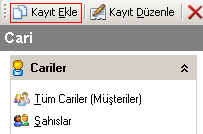 Kayıt Ekle Kayıt Düzenle
Cari
Cariler
Tüm Cariler (Müşteriler)
Şahıslar